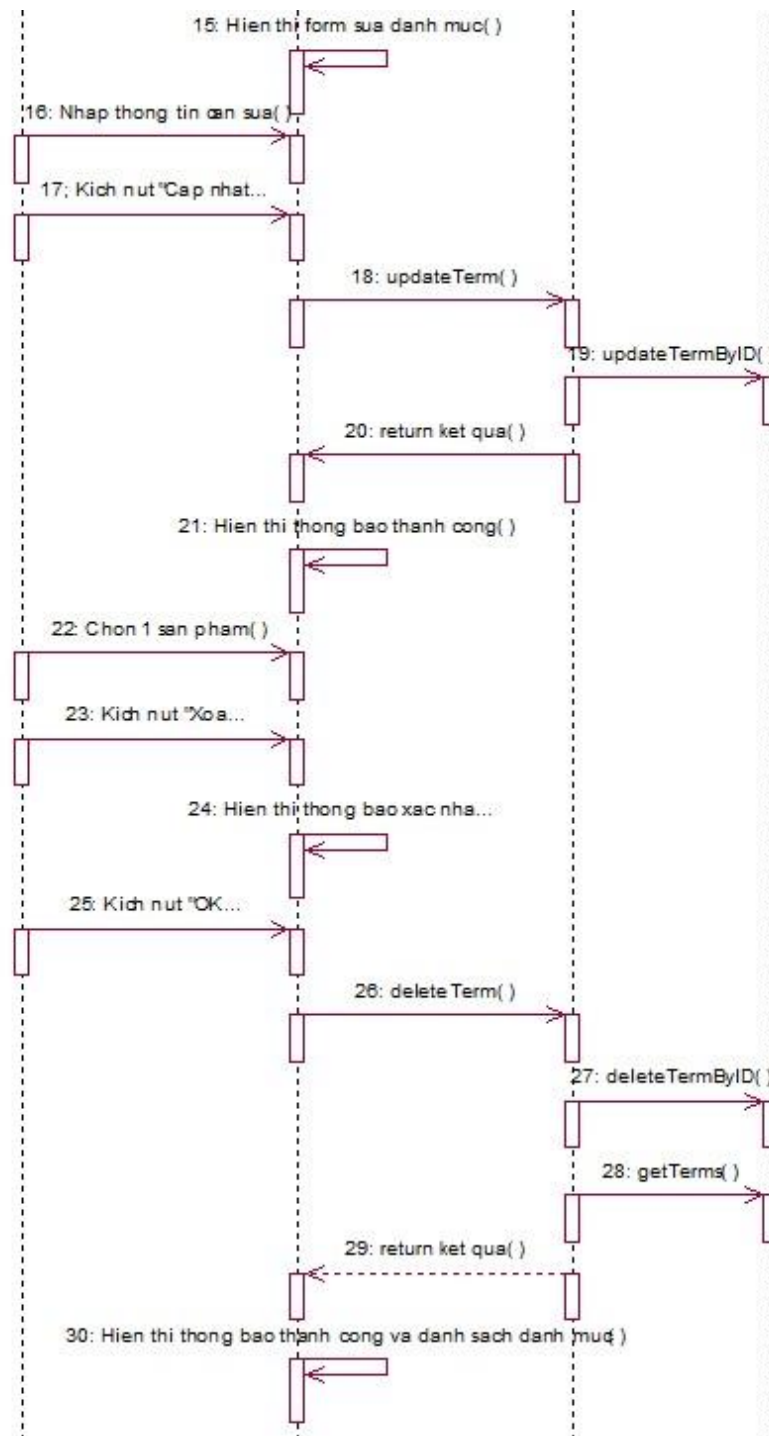 15: Hien thi form sua danh muc( )
16: Nhap thong tin can sua( )
17; Kich nut "Cap nhat...
18: updateTerm( )
19: updateTermByID( )
20: return ket qua( )
21: Hien thi thong bao thanh cong( )
22: Chon 1 san pham( )
23: Kich nut "Xoa...
24: Hien thi thong bao xac nha...
25: Kich nut "OK...
26: deleteTerm( )
27: deleteTermByID( )
28: getTerms( )
29: return ket qua( )
30: Hien thi thong bao thanh cong va danh sach danh muc( )